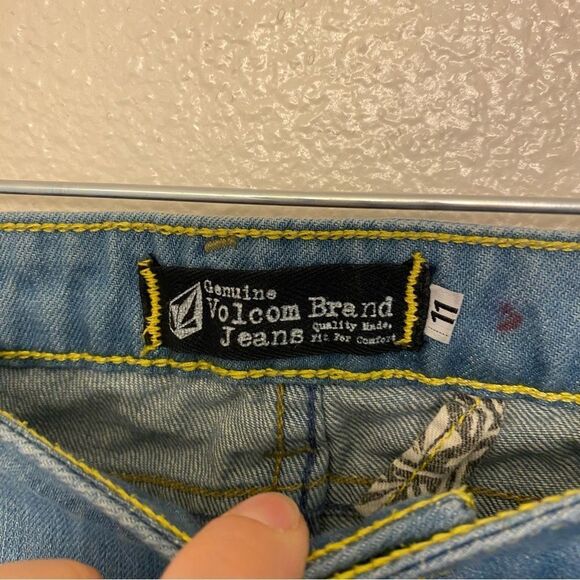 Genuine
Volcom Brand
Jeans Quality Made,
Fit For Comfort
11